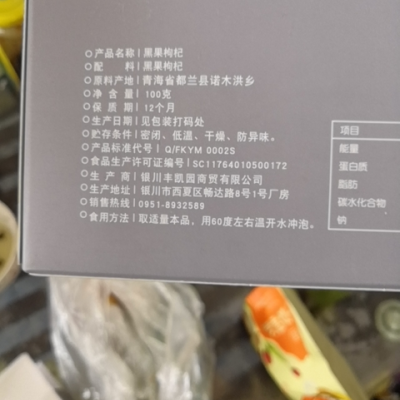 产品名称 | 黑果枸杞
配料 | 黑果枸杞
原料产地 | 青海省都兰县诺木洪乡
净含量 | 100克
保质期 | 12个月
生产日期 | 见包装打码处
贮存条件 | 密闭、低温、干燥、防异味。
产品标准代号 | Q/FKYM 0002S
食品生产许可证编号 | SC11764010500172
生产商 | 银川丰凯园商贸有限公司
生产地址 | 银川市西夏区畅达路8号1号厂房
销售热线 | 0951-8932589
食用方法 | 取适量本品，用60度左右温开水冲泡。
项目
能量
蛋白质
脂肪
碳水化合物
钠